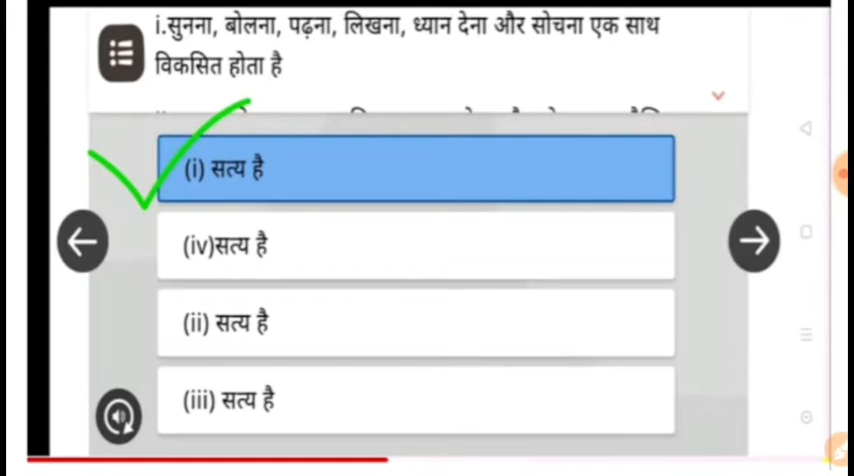 i.सुनना, बोलना, पढ़ना, लिखना, ध्यान देना और सोचना एक साथ
विकसित होता है
(i) सत्य है
(iv)सत्य है
(ii) सत्य है
(iii) सत्य है